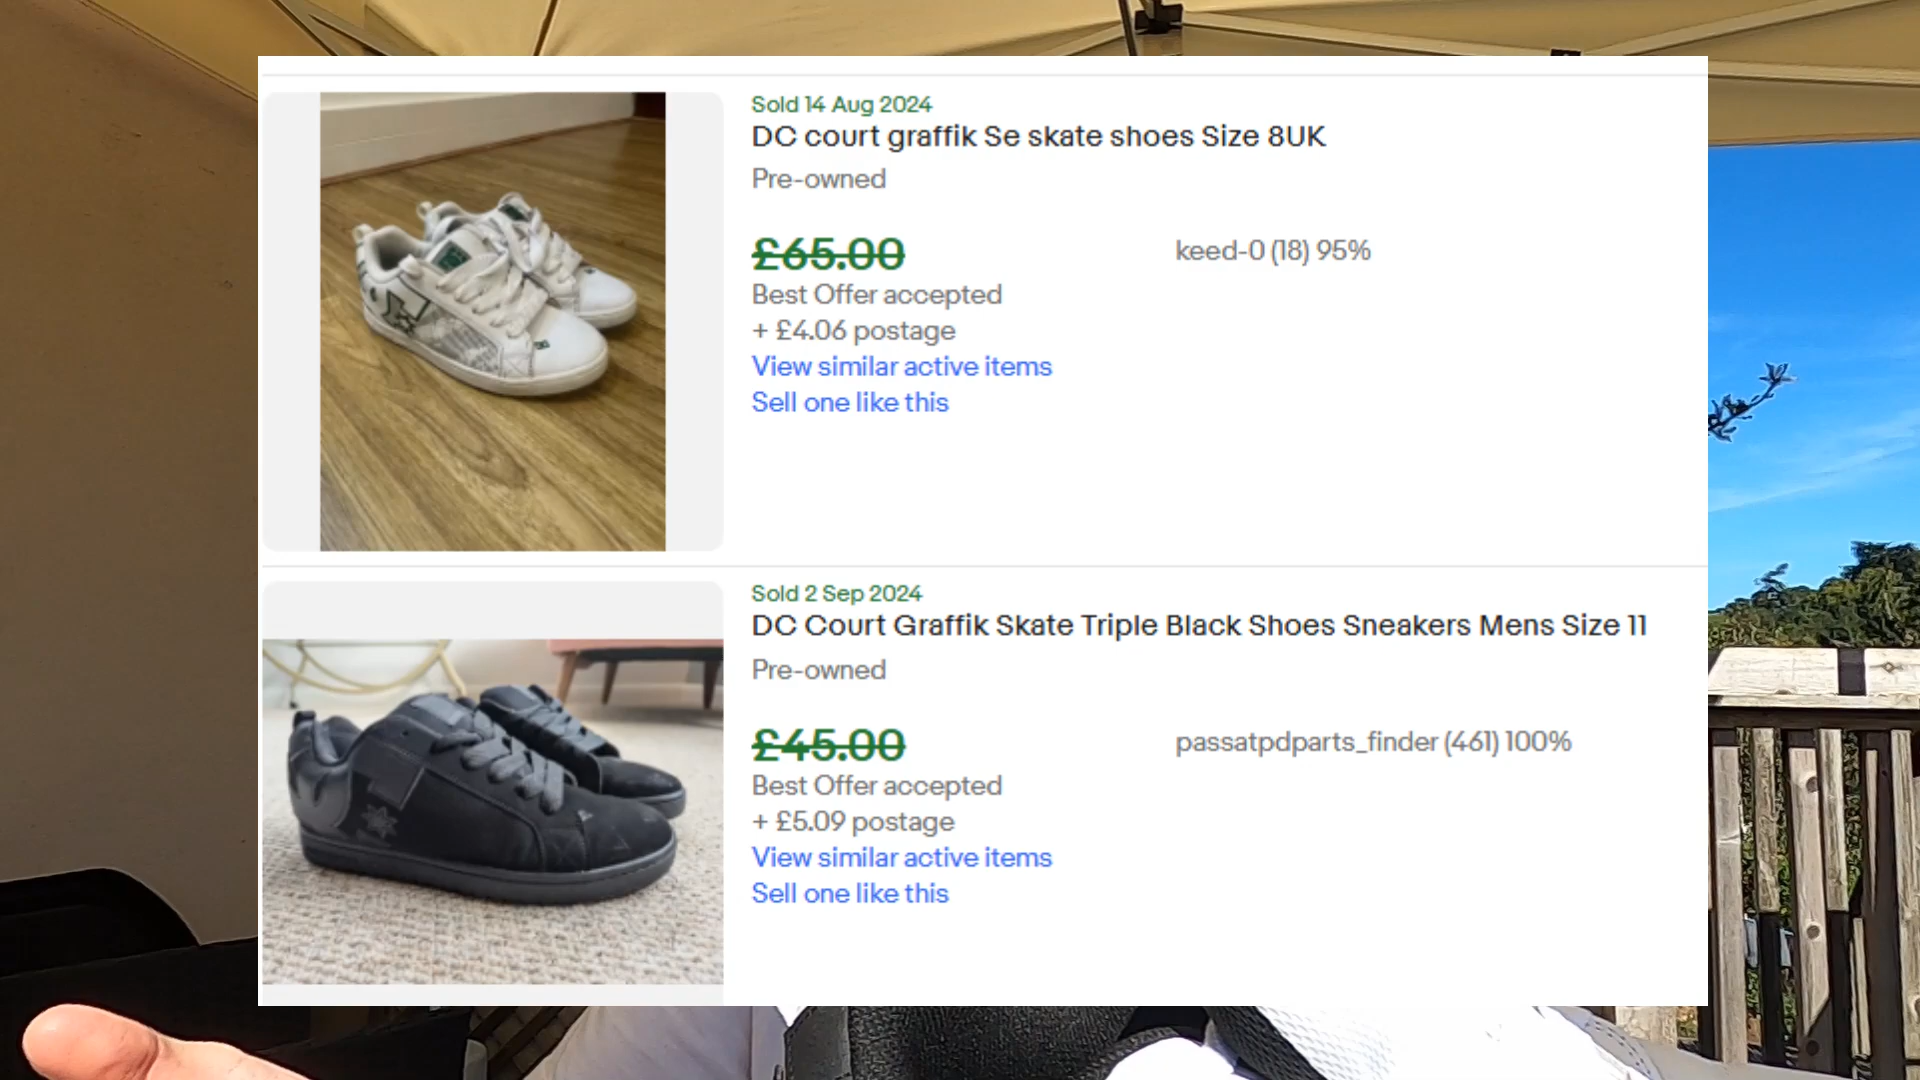 Sold 14 Aug 2024
DC court graffik Se skate shoes Size 8UK
Pre-owned
£65.00
keed-0 (18) 95%
Best Offer accepted
+ £4.06 postage
View similar active items
Sell one like this
Sold 2 Sep 2024
DC Court Graffik Skate Triple Black Shoes Sneakers Mens Size 11
Pre-owned
£45.00
passatpdparts_finder (461) 100%
Best Offer accepted
+ £5.09 postage
View similar active items
Sell one like this